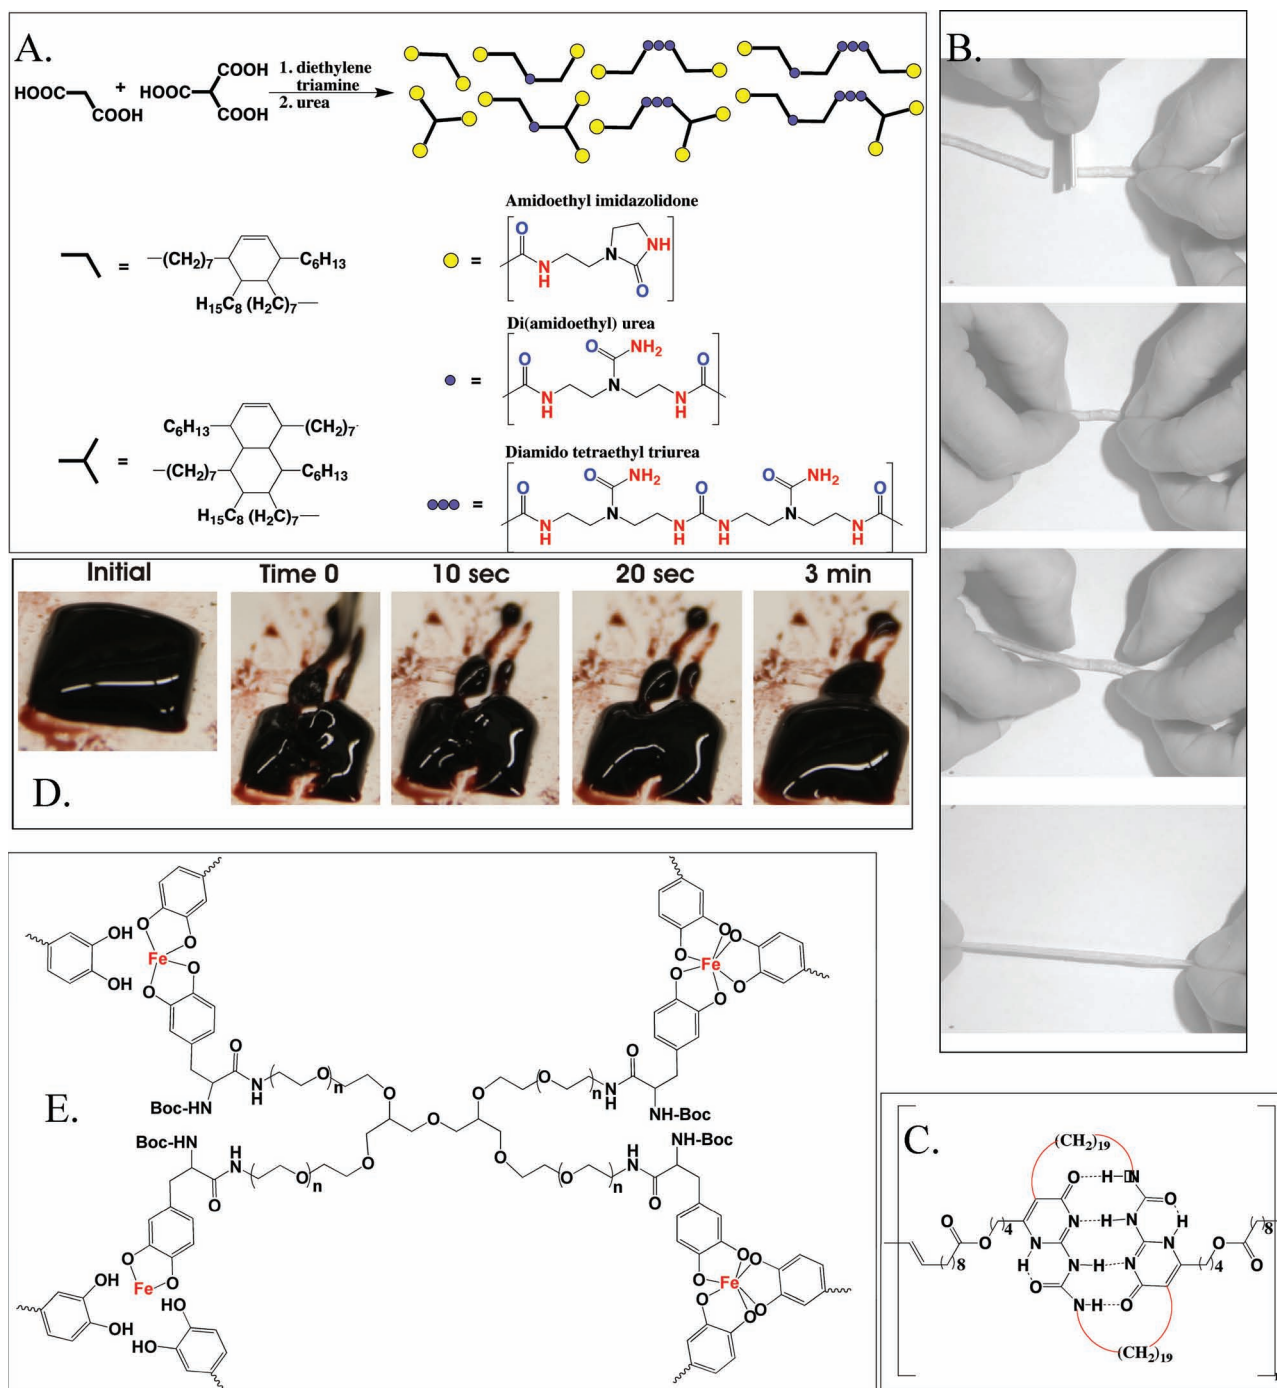 A.
HOOC
COOH
+
COOH
HOOC
COOH
1. diethylene
triamine
2. urea
=
(CH2)7
C6H13
H15C8 (H2C)7
=
C6H13
(CH2)7
(CH2)7
C6H13
H15C8 (H2C)7
Amidoethyl imidazolidone
=
O
N
H
N
NH
O
Di(amidoethyl) urea
=
O
O
NH2
O
N
N
H
N
H
Diamido tetraethyl triurea
=
O
O
NH2
O
O
NH2
O
N
H
N
N
H
N
H
N
N
H
B.
Initial
Time 0
10 sec
20 sec
3 min
D.
E.
OH
OH
O
O
Fe
O
O
O
N
H
O
n
O
Boc-HN
O
O
O
Fe
O
O
O
O
O
O
n
N
H
O
NH-Boc
O
O
Boc-HN
O
N
H
O
n
O
O
O
Fe
OH
OH
HO
HO
O
O
n
N
H
O
NH-Boc
O
O
Fe
O
O
O
O
C.
(CH2)19
O
H
N
O
O
4
N
H
N
O
H
8
N
H
N
H
N
N
O
O
8
4
O
N
H
O
(CH2)19